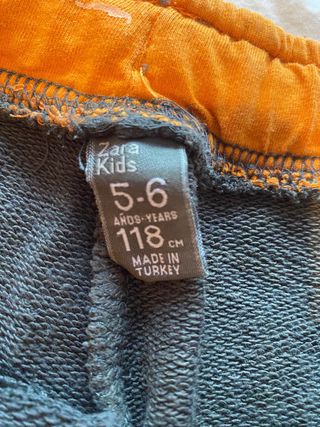 Zara
Kids
5-6
AÑOS-YEARS
118 CM
MADE IN
TURKEY